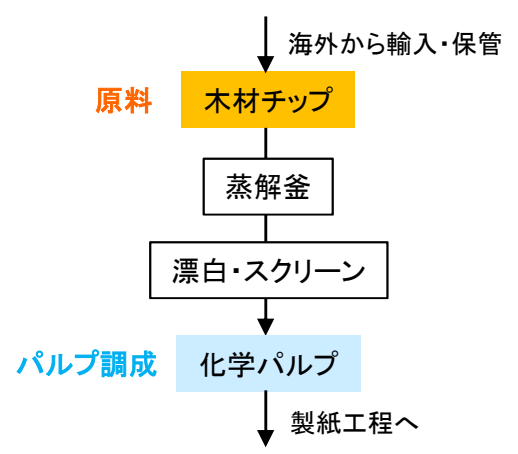 海外から輸入・保管
原料
木材チップ
蒸解釜
漂白・スクリーン
パルプ調成
化学パルプ
製紙工程へ